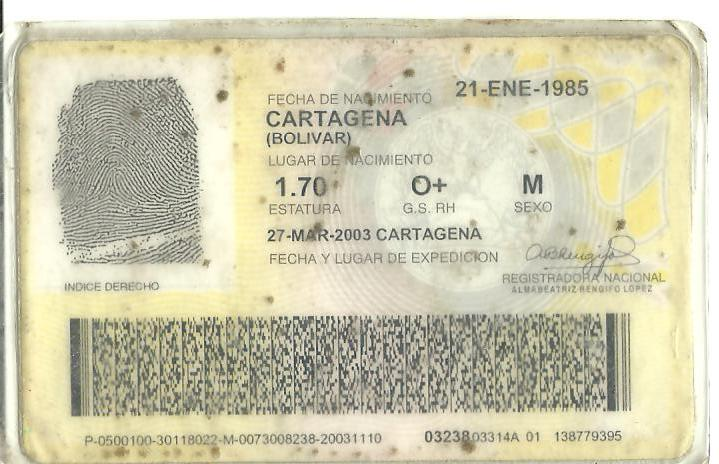 21-ENE-1985
FECHA DE NACIMIENTO
CARTAGENA
(BOLIVAR)
LUGAR DE NACIMIENTO
1.70 O+ M
ESTATURA G.S. RH SEXO
27-MAR-2003 CARTAGENA
FECHA Y LUGAR DE EXPEDICION
REGISTRADORA NACIONAL
ALMABEATRIZ RENGIFO LOPEZ
INDICE DERECHO
P-0500100-30118022-M-0073008238-20031110 0323803314A 01 138779395